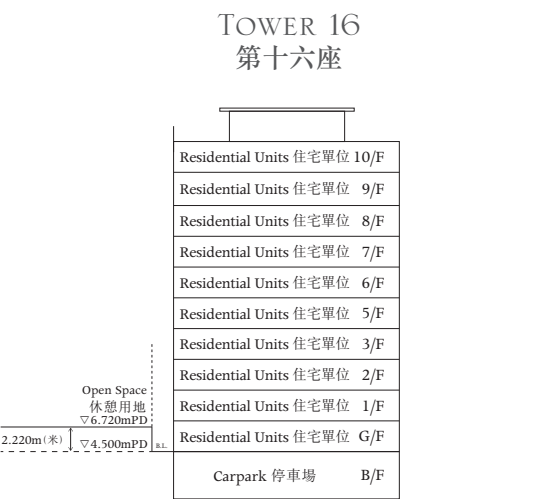 TOWER 16
第十六座
Residential Units 住宅單位 10/F
Residential Units 住宅單位 9/F
Residential Units 住宅單位 8/F
Residential Units 住宅單位 7/F
Residential Units 住宅單位 6/F
Residential Units 住宅單位 5/F
Residential Units 住宅單位 3/F
Residential Units 住宅單位 2/F
Open Space
休憩用地
▽6.720mPD
Residential Units 住宅單位 1/F
2.220m(米)
▽4.500mPD
B.L.
Residential Units 住宅單位 G/F
Carpark 停車場 B/F